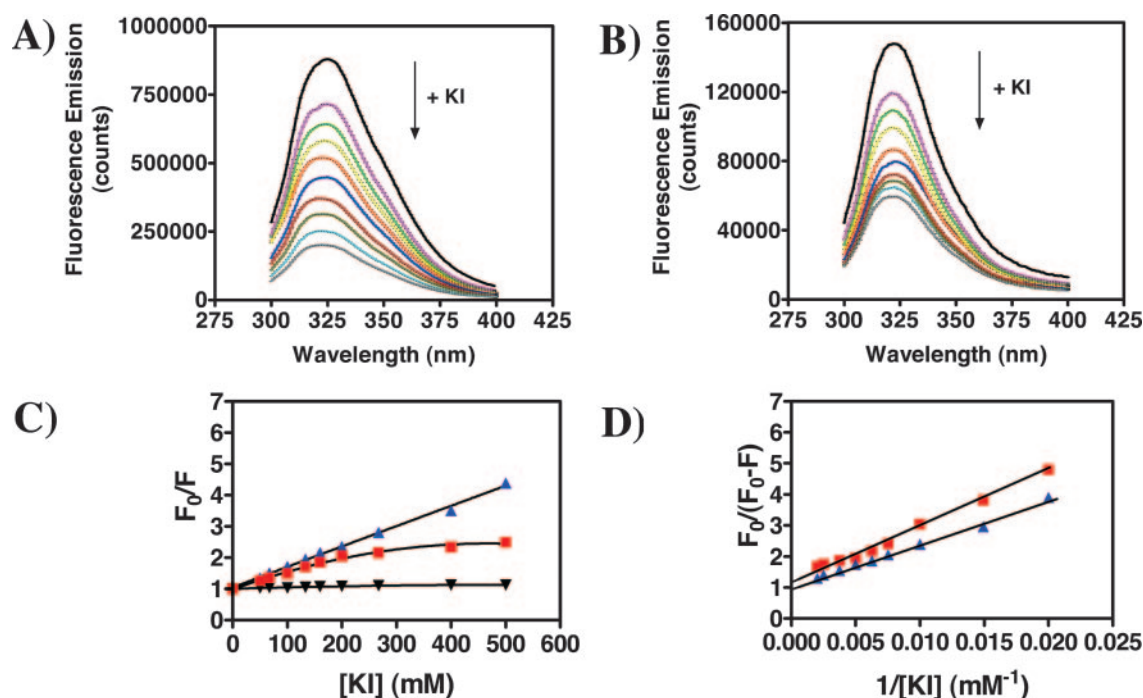 A)
Fluorescence Emission
(counts)
1000000
750000
500000
250000
0
+ KI
275 300 325 350 375 400 425
Wavelength (nm)
B)
Fluorescence Emission
(counts)
160000
120000
80000
40000
0
+ KI
275 300 325 350 375 400 425
Wavelength (nm)
C)
F0/F
7
6
5
4
3
2
1
0
0 100 200 300 400 500 600
[KI] (mM)
D)
F0/(F0-F)
7
6
5
4
3
2
1
0
0.000 0.005 0.010 0.015 0.020 0.025
1/[KI] (mM-1)